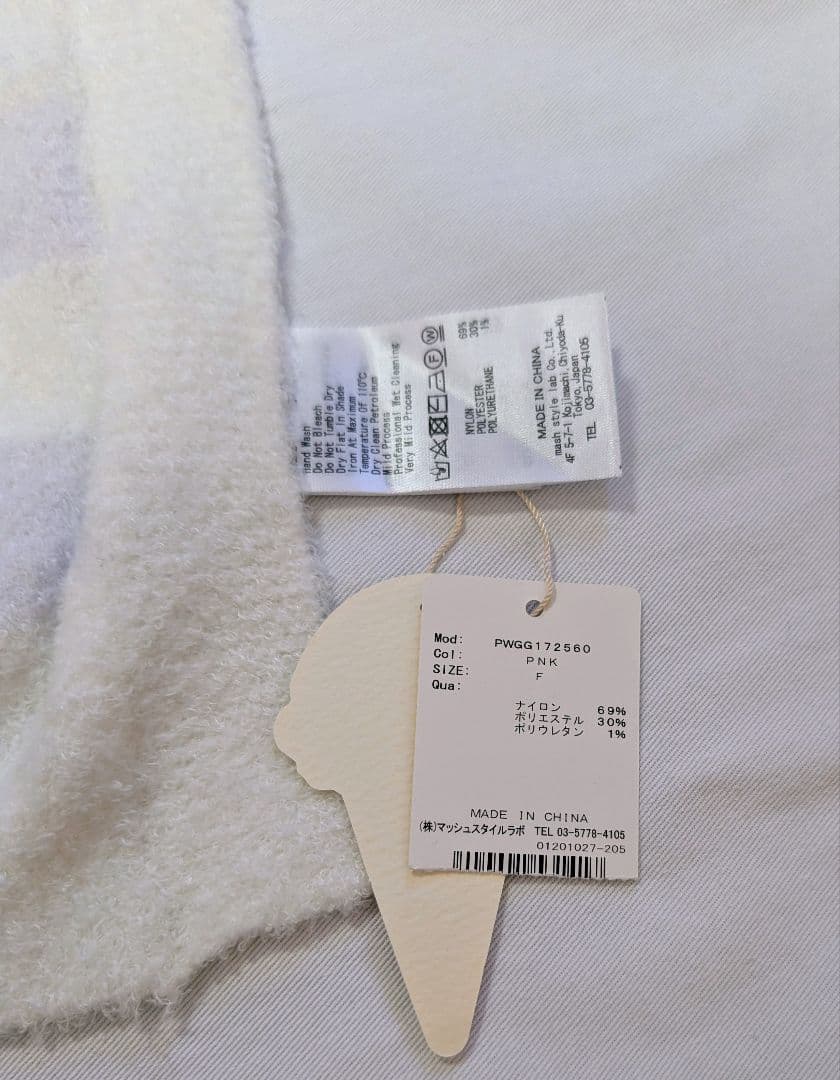 Hand Wash
Do Not Bleach
Do Not Tumble Dry
Dry Flat In Shade
Iron At Maximum
Temperature Of 110℃
Dry Clean Petroleum
Mild Process
Professional Wet Cleaning
Very Mild Process
F W
NYLON 69%
POLYESTER 30%
POLYURETHANE 1%
MADE IN CHINA
mash style lab Co.,Ltd.
4F 5-7-1 Kojimachi,Chiyoda-Ku
Tokyo,Japan
TEL 03-5778-4105
Mod: PWGG172560
Col: PNK
SIZE: F
Qua:
ナイロン 69%
ポリエステル 30%
ポリウレタン 1%
MADE IN CHINA
(株)マッシュスタイルラボ TEL 03-5778-4105
01201027-205